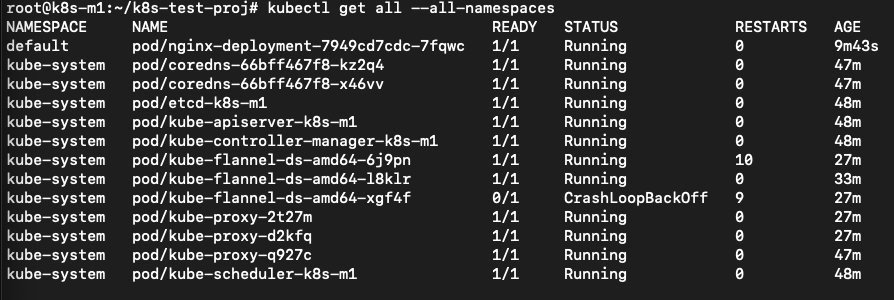 root@k8s-m1:~/k8s-test-proj# kubectl get all --all-namespaces
NAMESPACE NAME READY STATUS RESTARTS AGE
default pod/nginx-deployment-7949cd7cdc-7fqwc 1/1 Running 0 9m43s
kube-system pod/coredns-66bff467f8-kz2q4 1/1 Running 0 47m
kube-system pod/coredns-66bff467f8-x46vv 1/1 Running 0 47m
kube-system pod/etcd-k8s-m1 1/1 Running 0 48m
kube-system pod/kube-apiserver-k8s-m1 1/1 Running 0 48m
kube-system pod/kube-controller-manager-k8s-m1 1/1 Running 0 48m
kube-system pod/kube-flannel-ds-amd64-6j9pn 1/1 Running 10 27m
kube-system pod/kube-flannel-ds-amd64-l8klr 1/1 Running 0 33m
kube-system pod/kube-flannel-ds-amd64-xgf4f 0/1 CrashLoopBackOff 9 27m
kube-system pod/kube-proxy-2t27m 1/1 Running 0 27m
kube-system pod/kube-proxy-d2kfq 1/1 Running 0 27m
kube-system pod/kube-proxy-q927c 1/1 Running 0 47m
kube-system pod/kube-scheduler-k8s-m1 1/1 Running 0 48m